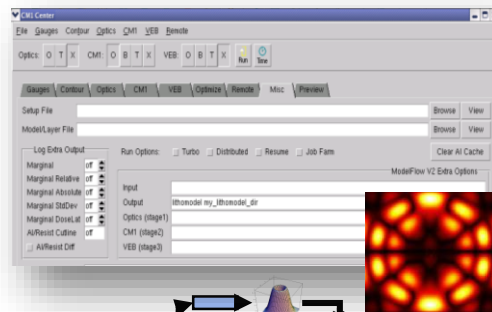 CM1 Center
File Gauges Contour Optics CM1 VEB Remote
Optics: O T X CM1: O B T X VEB: O B T X Run Time
Gauges Contour Optics CM1 VEB Optimize Remote Misc Preview
Setup File Browse View
Model/Layer File Browse View
Log Extra Output Run Options: Turbo Distributed Resume Job Farm Clear AI Cache
Marginal off
ModelFlow V2 Extra Options
Marginal Relative off
Input
Marginal Absolute off
Output lithomodel my_lithomodel_dir
Marginal StdDev off
Optics (stage1)
Marginal DoseLat off
CM1 (stage2)
AI/Resist Cutline off
VEB (stage3)
AI/Resist Diff